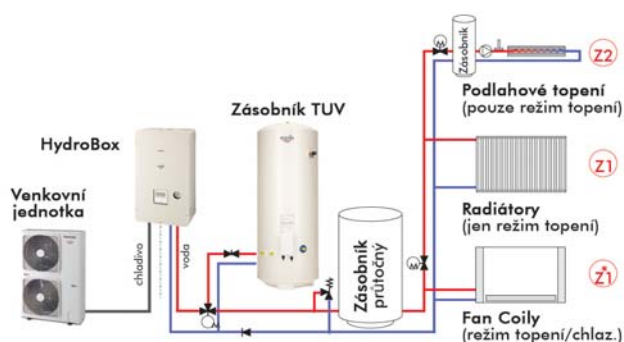 Venkovní
jednotka
HydroBox
Zásobník TUV
chladivo
voda
Zásobník
průtočný
Zásobník
Z2
Podlahové topení
(pouze režim topení)
Z1
Radiátory
(jen režim topení)
Z*1
Fan Coily
(režim topení/chlaz.)
M
M
M